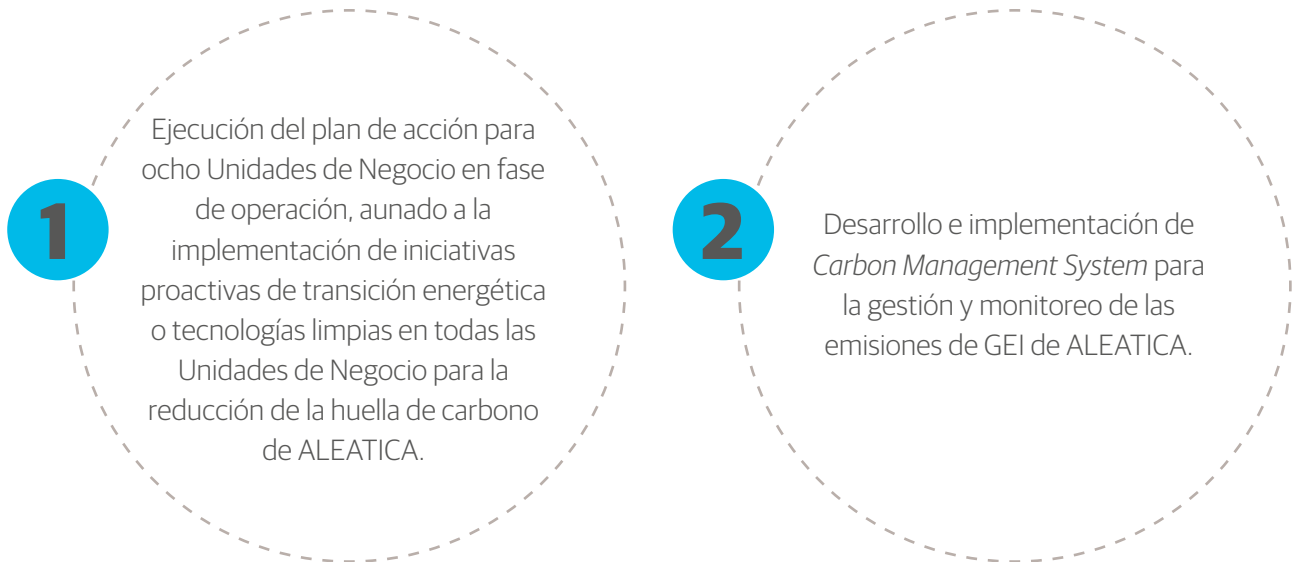 1
Ejecución del plan de acción para
ocho Unidades de Negocio en fase
de operación, aunado a la
implementación de iniciativas
proactivas de transición energética
o tecnologías limpias en todas las
Unidades de Negocio para la
reducción de la huella de carbono
de ALEATICA.
2
Desarrollo e implementación de
Carbon Management System para
la gestión y monitoreo de las
emisiones de GEI de ALEATICA.